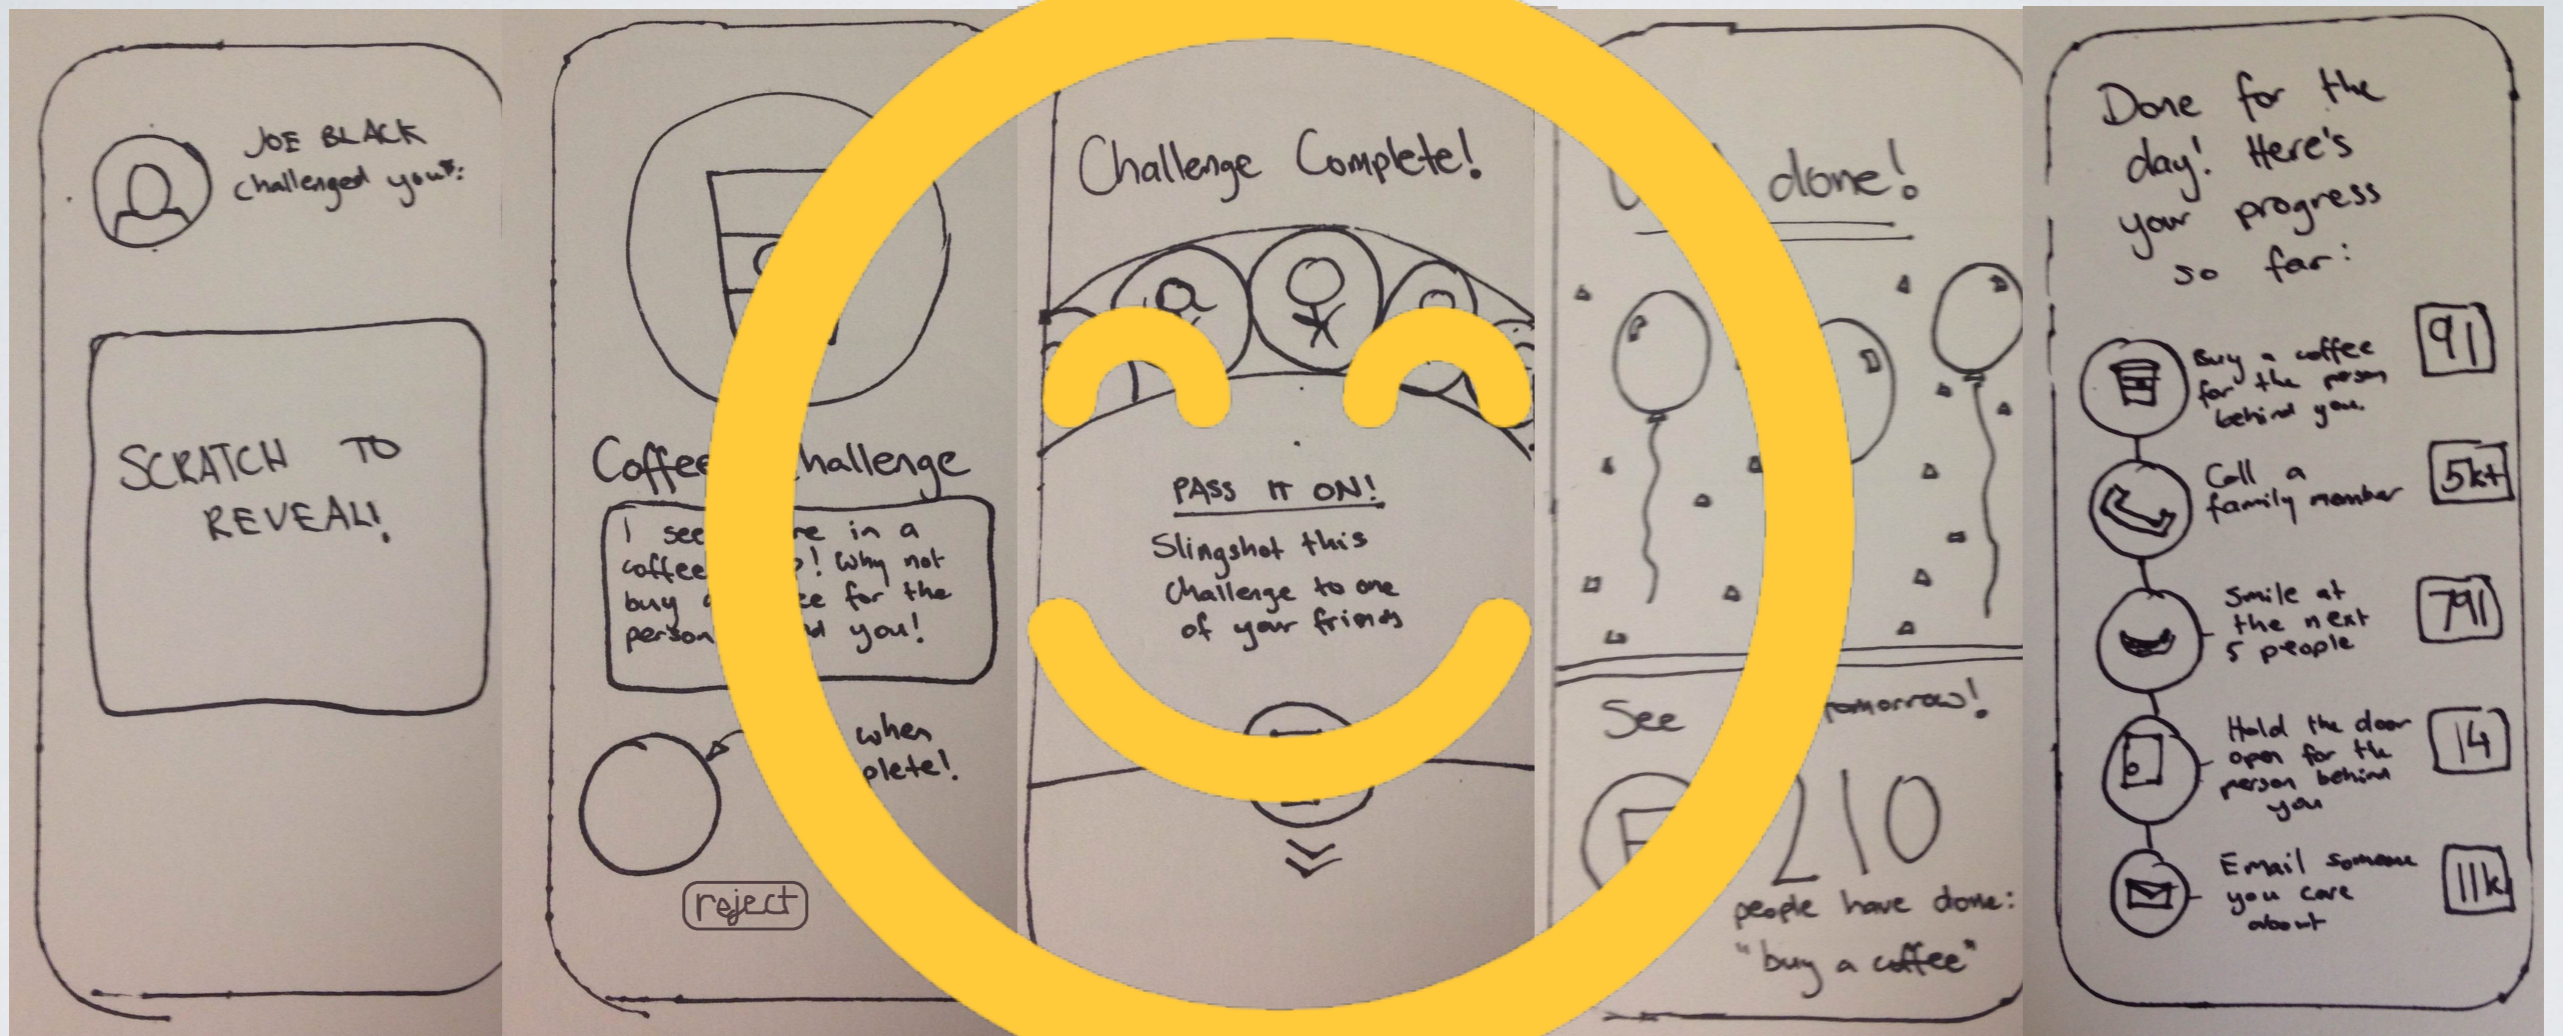 JOE BLACK
challenged you:
SCRATCH TO
REVEAL!
Coffee hallenge
I see re in a
coffee ! Why not
buy for the
person you!
when
plete!
reject
Challenge Complete!
PASS IT ON!
Slingshot this
challenge to one
of your friends
done!
See tomorrow!
210
people have done:
"buy a coffee"
Done for the
day! Here's
your progress
so far:
Buy a coffee
for the person
behind you.
91
Call a
family member
5k+
Smile at
the next
5 people
791
Hold the door
open for the
person behind
you
14
Email someone
you care
about
11k